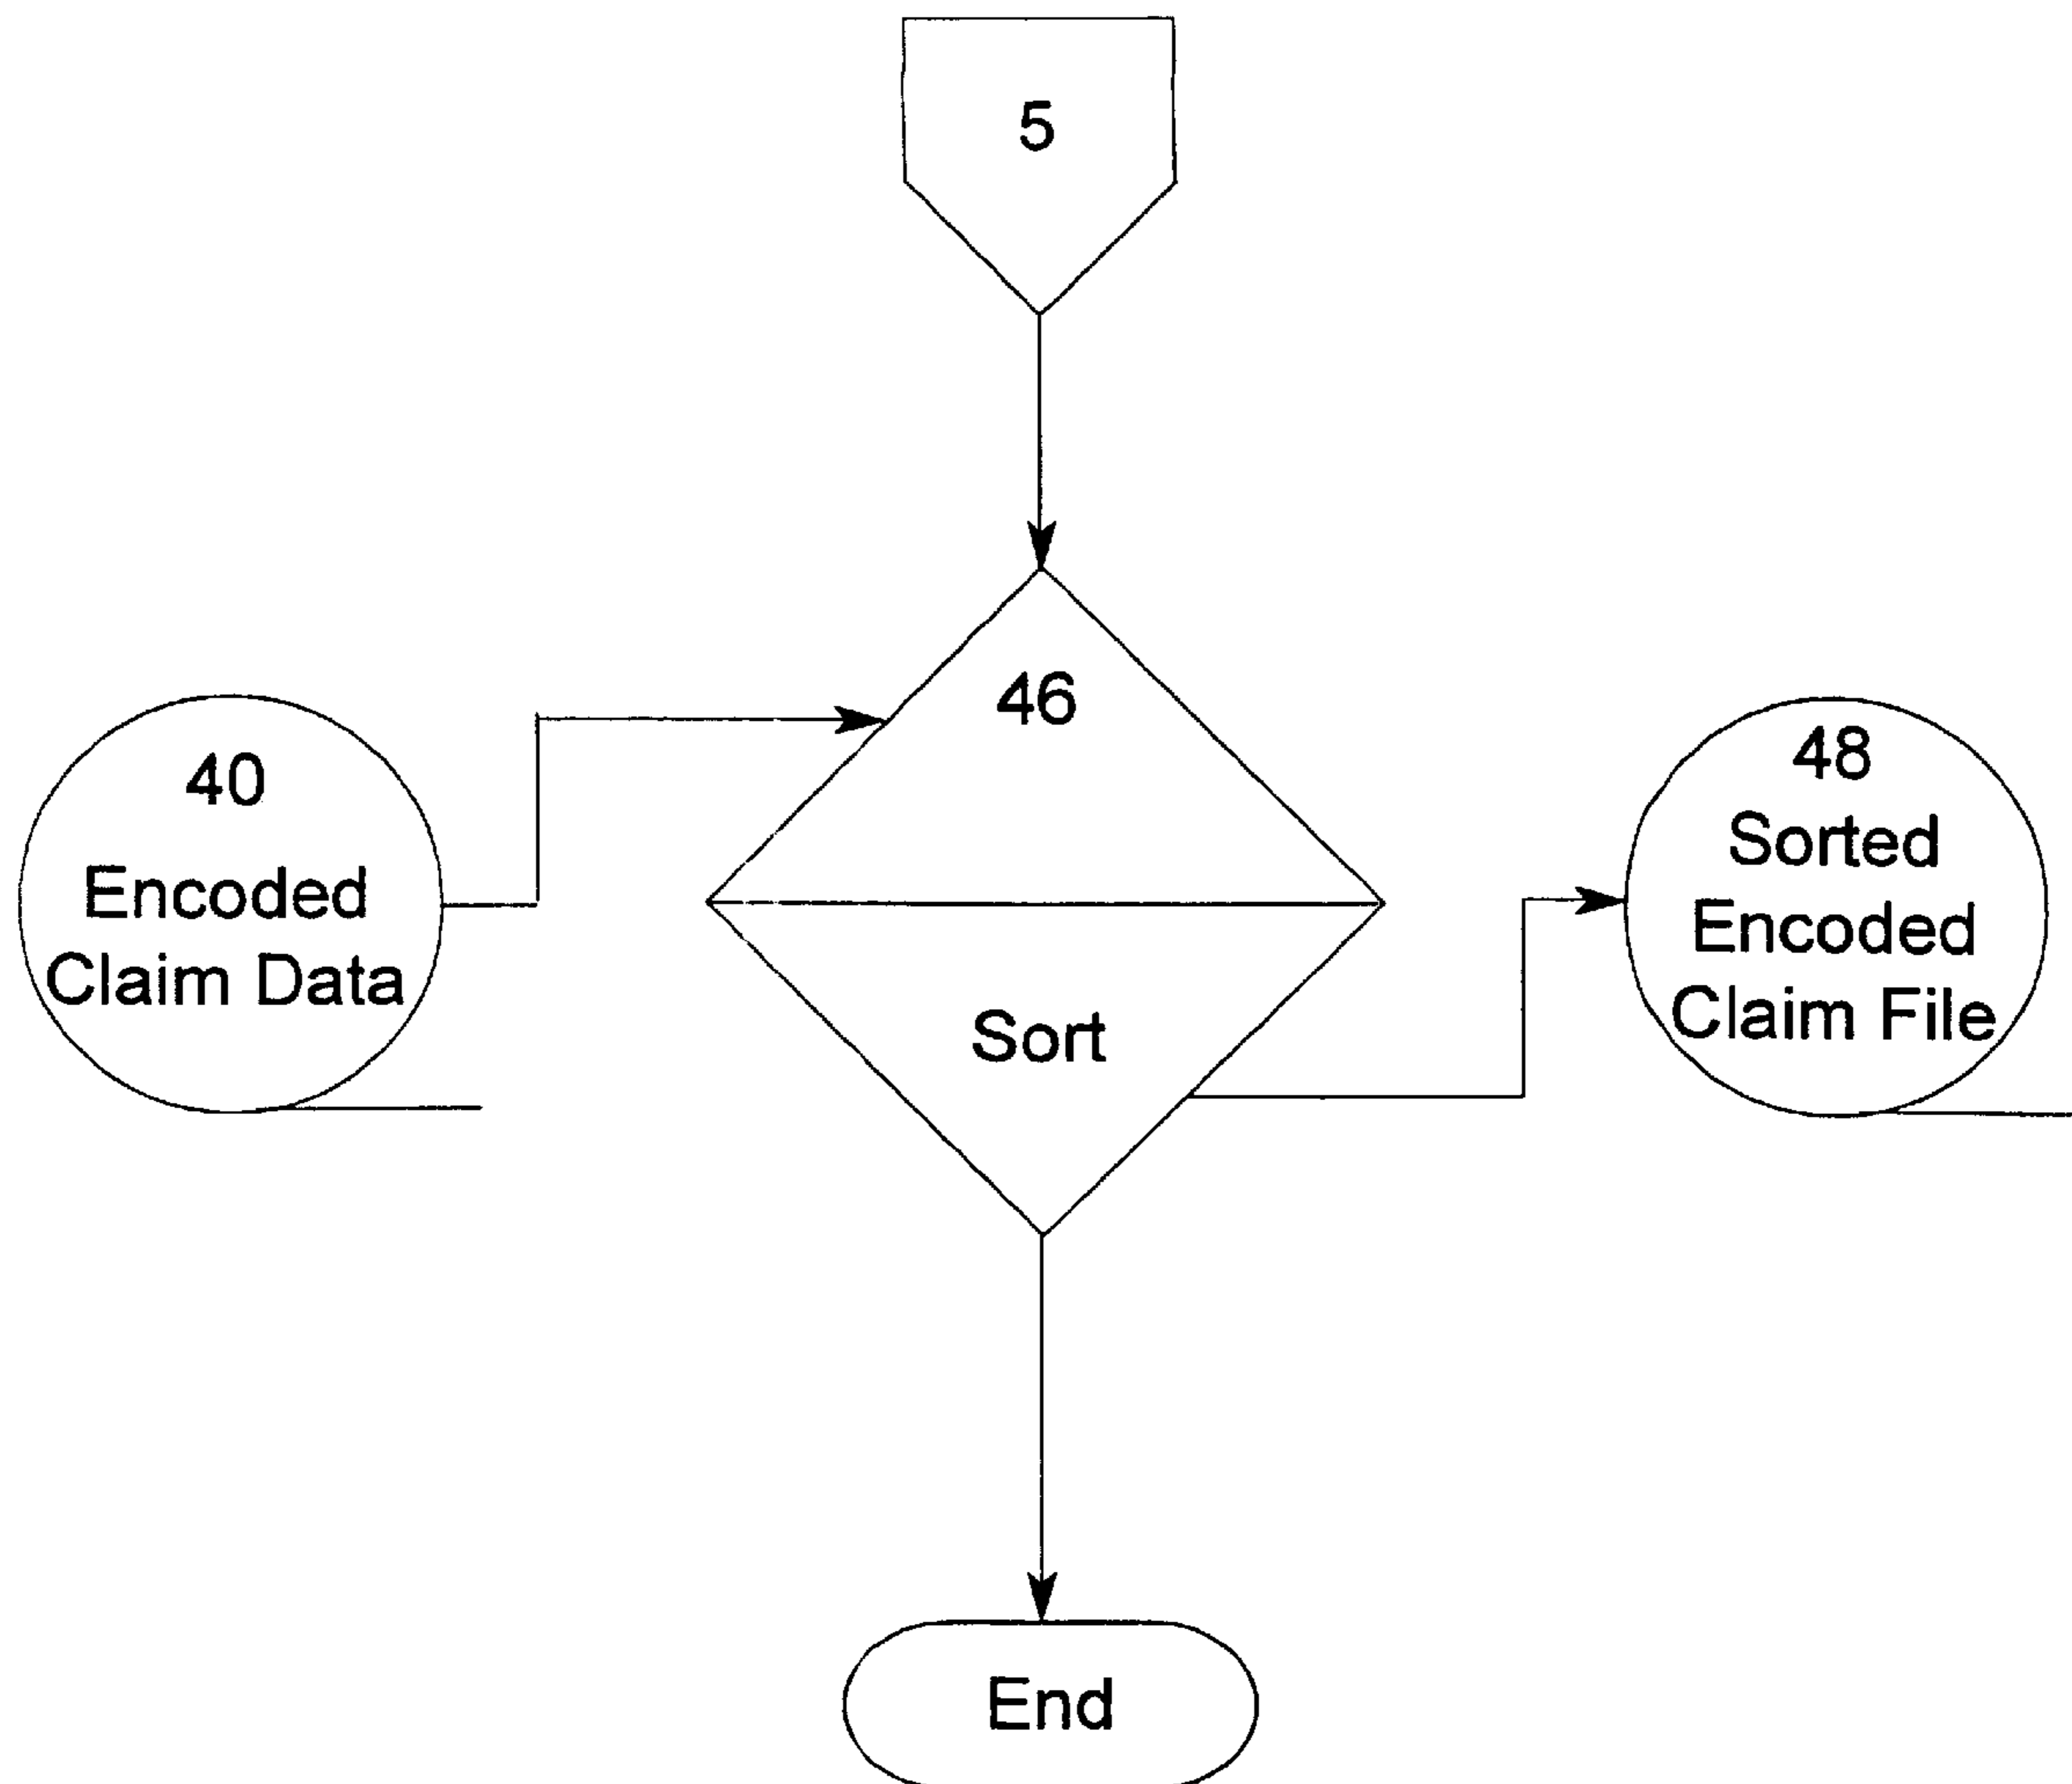 5
46
40
Encoded
Claim Data
Sort
48
Sorted
Encoded
Claim File
End